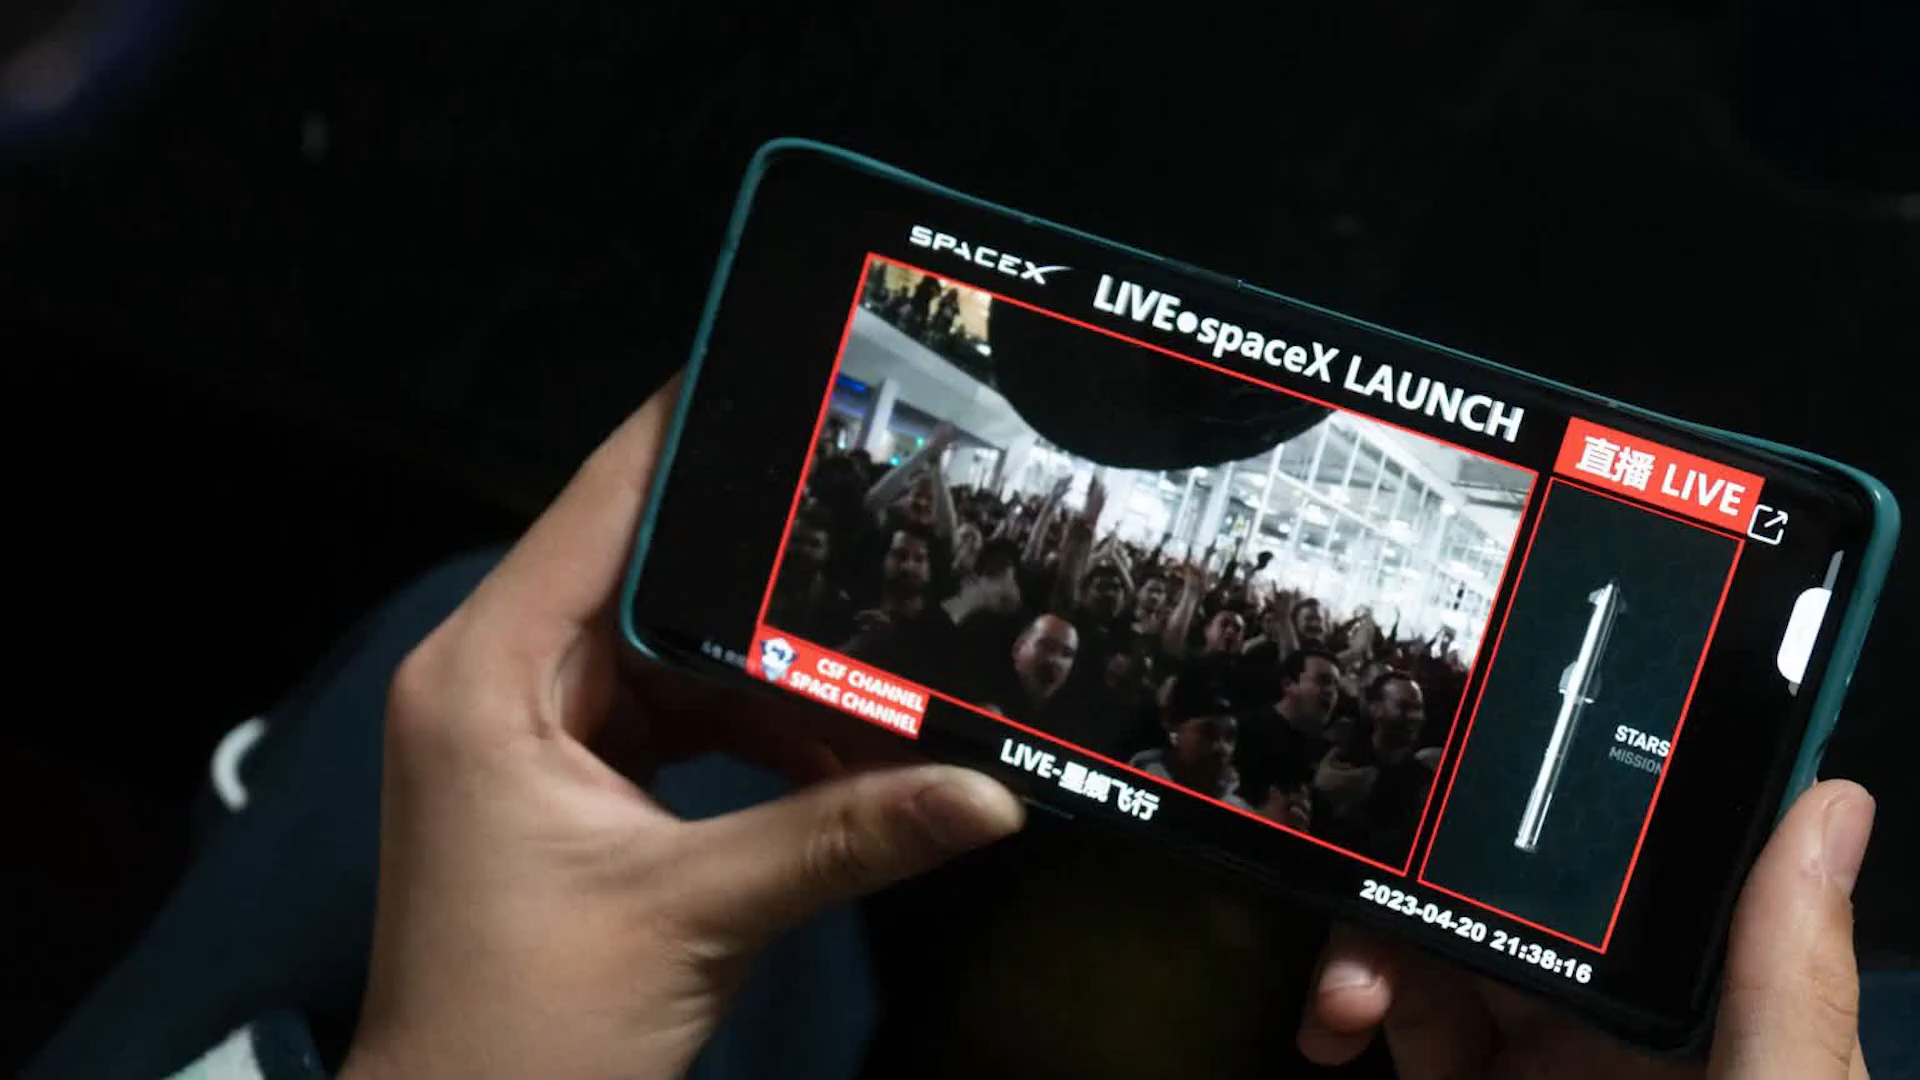 SPACEX
LIVE●spaceX LAUNCH
直播 LIVE
STARS
MISSION
CSF CHANNEL
SPACE CHANNEL
LIVE-星舰飞行
2023-04-20 21:38:16